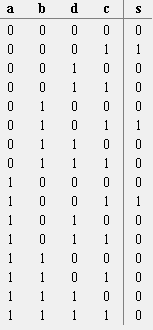 a b d c s
0 0 0 0 0
0 0 0 1 1
0 0 1 0 0
0 0 1 1 0
0 1 0 0 0
0 1 0 1 1
0 1 1 0 0
0 1 1 1 0
1 0 0 0 0
1 0 0 1 1
1 0 1 0 0
1 0 1 1 0
1 1 0 0 0
1 1 0 1 0
1 1 1 0 0
1 1 1 1 0